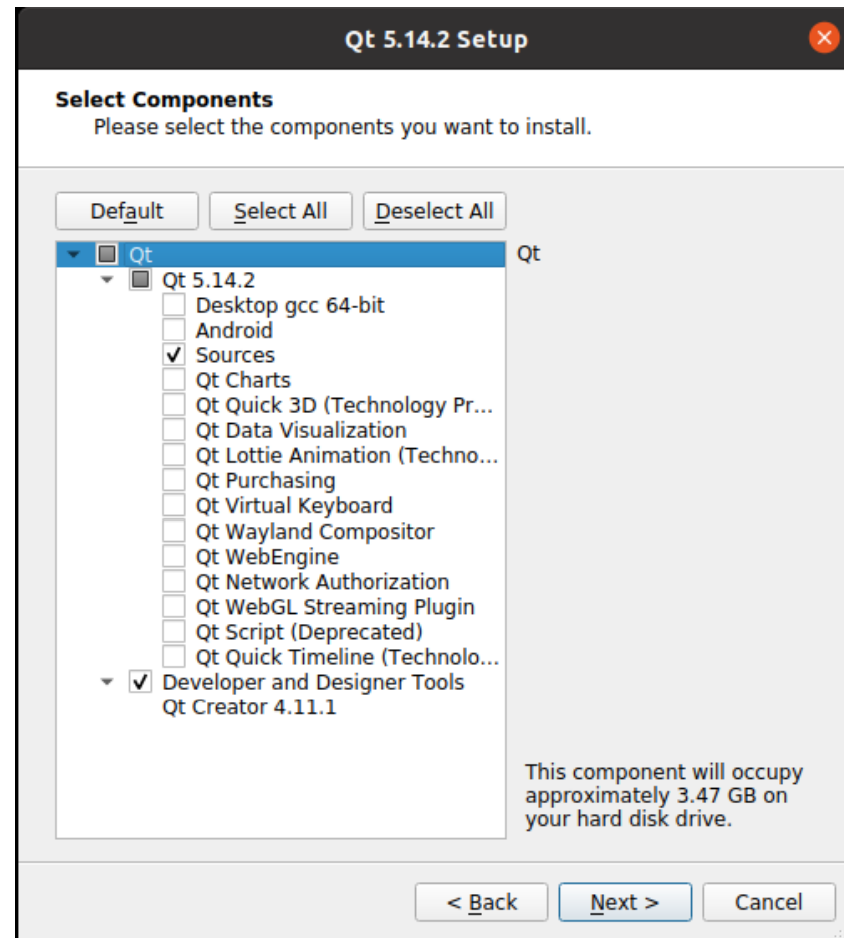 Qt 5.14.2 Setup
Select Components
Please select the components you want to install.
Default
Select All
Deselect All
Qt
Qt
Qt 5.14.2
Desktop gcc 64-bit
Android
Sources
Qt Charts
Qt Quick 3D (Technology Pr...
Qt Data Visualization
Qt Lottie Animation (Techno...
Qt Purchasing
Qt Virtual Keyboard
Qt Wayland Compositor
Qt WebEngine
Qt Network Authorization
Qt WebGL Streaming Plugin
Qt Script (Deprecated)
Qt Quick Timeline (Technolo...
Developer and Designer Tools
Qt Creator 4.11.1
This component will occupy
approximately 3.47 GB on
your hard disk drive.
< Back
Next >
Cancel